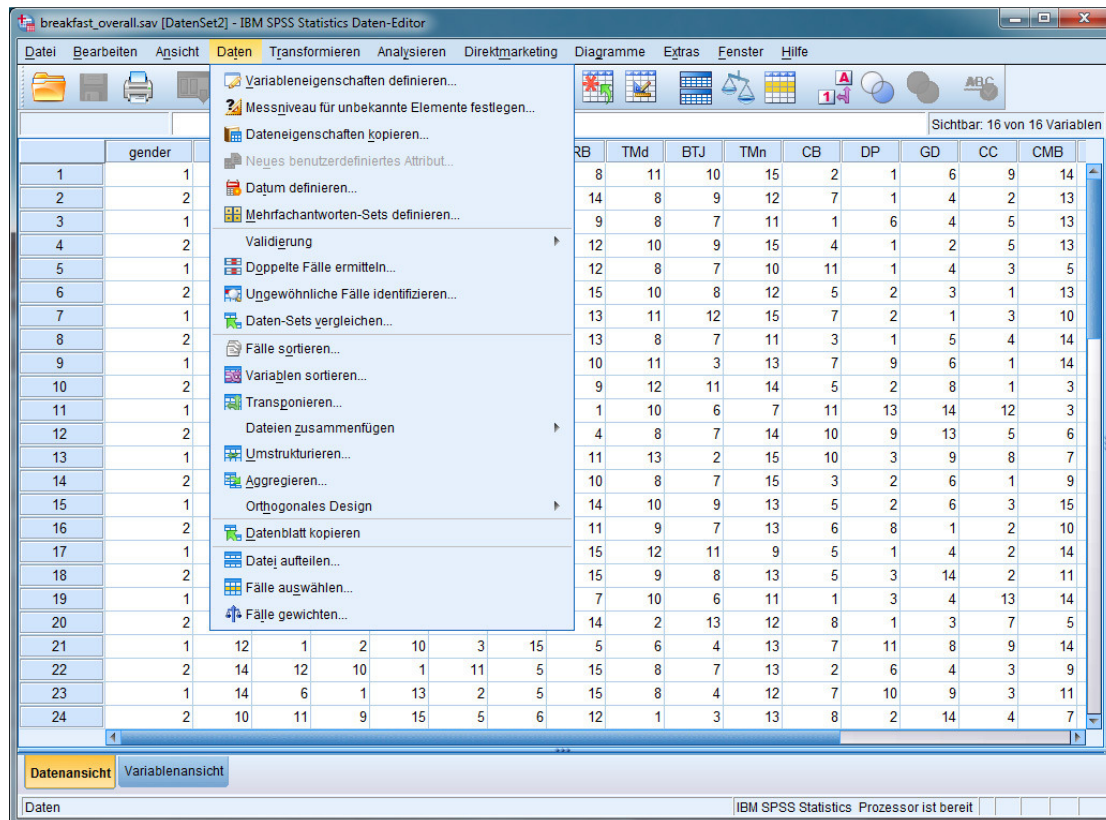 breakfast_overall.sav [DatenSet2] - IBM SPSS Statistics Daten-Editor
Datei Bearbeiten Ansicht Daten Transformieren Analysieren Direktmarketing Diagramme Extras Fenster Hilfe
Sichtbar: 16 von 16 Variablen
Variableneigenschaften definieren...
Messniveau für unbekannte Elemente festlegen...
Dateneigenschaften kopieren...
Neues benutzerdefiniertes Attribut...
Datum definieren...
Mehrfachantworten-Sets definieren...
Validierung
Doppelte Fälle ermitteln...
Ungewöhnliche Fälle identifizieren...
Daten-Sets vergleichen...
Fälle sortieren...
Variablen sortieren...
Transponieren...
Dateien zusammenfügen
Umstrukturieren...
Aggregieren...
Orthogonales Design
Datenblatt kopieren
Datei aufteilen...
Fälle auswählen...
Fälle gewichten...
gender RB TMd BTJ TMn CB DP GD CC CMB
1 1 8 11 10 15 2 1 6 9 14
2 2 14 8 9 12 7 1 4 2 13
3 1 9 8 7 11 1 6 4 5 13
4 2 12 10 9 15 4 1 2 5 13
5 1 12 8 7 10 11 1 4 3 5
6 2 15 10 8 12 5 2 3 1 13
7 1 13 11 12 15 7 2 1 3 10
8 2 13 8 7 11 3 1 5 4 14
9 1 10 11 3 13 7 9 6 1 14
10 2 9 12 11 14 5 2 8 1 3
11 1 1 10 6 7 11 13 14 12 3
12 2 4 8 7 14 10 9 13 5 6
13 1 11 13 2 15 10 3 9 8 7
14 2 10 8 7 15 3 2 6 1 9
15 1 14 10 9 13 5 2 6 3 15
16 2 11 9 7 13 6 8 1 2 10
17 1 15 12 11 9 5 1 4 2 14
18 2 15 9 8 13 5 3 14 2 11
19 1 7 10 6 11 1 3 4 13 14
20 2 14 2 13 12 8 1 3 7 5
21 1 12 1 2 10 3 15 5 6 4 13 7 11 8 9 14
22 2 14 12 10 1 11 5 15 8 7 13 2 6 4 3 9
23 1 14 6 1 13 2 5 15 8 4 12 7 10 9 3 11
24 2 10 11 9 15 5 6 12 1 3 13 8 2 14 4 7
Datenansicht Variablenansicht
Daten IBM SPSS Statistics Prozessor ist bereit